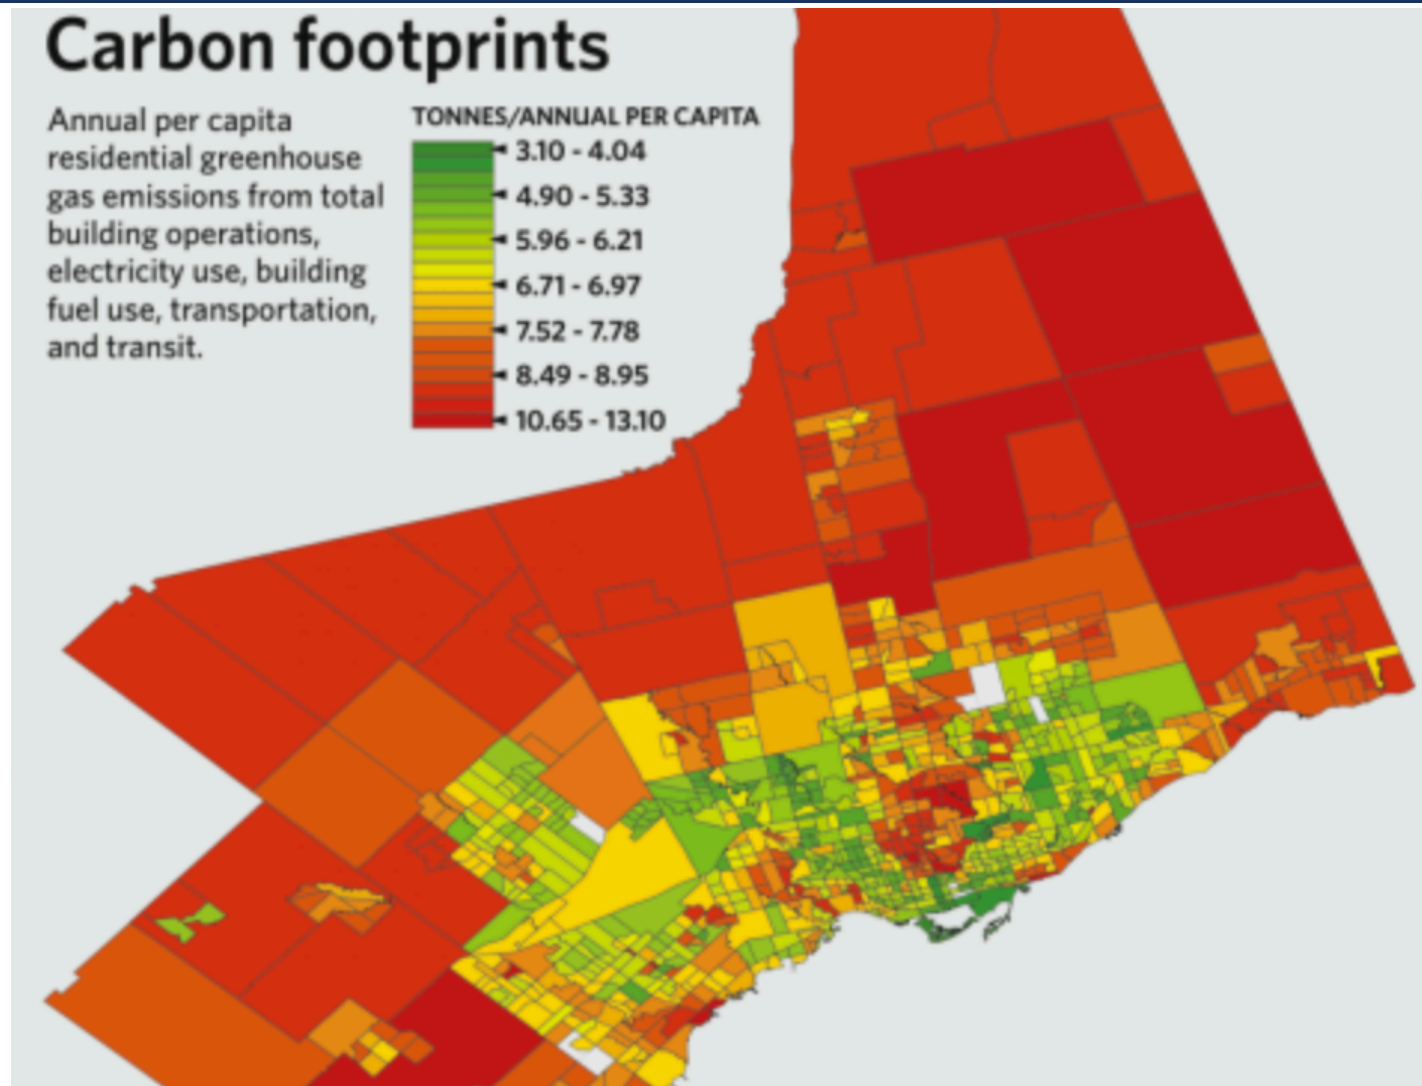 Carbon footprints
Annual per capita
residential greenhouse
gas emissions from total
building operations,
electricity use, building
fuel use, transportation,
and transit.
TONNES/ANNUAL PER CAPITA
3.10 - 4.04
4.90 - 5.33
5.96 - 6.21
6.71 - 6.97
7.52 - 7.78
8.49 - 8.95
10.65 - 13.10